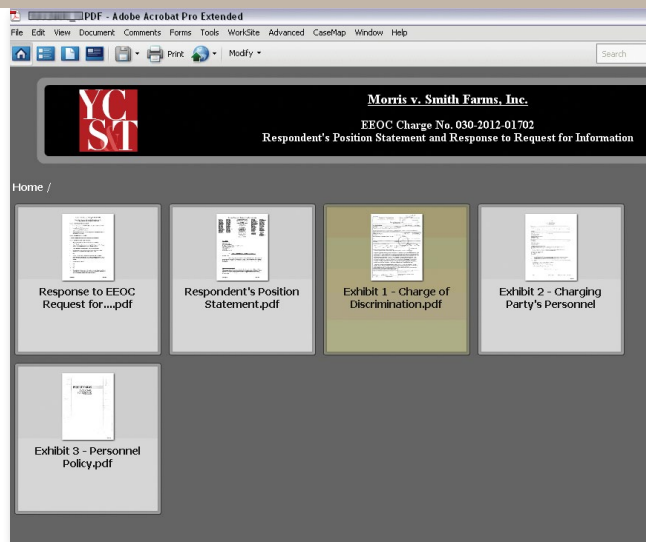 PDF - Adobe Acrobat Pro Extended
File Edit View Document Comments Forms Tools WorkSite Advanced CaseMap Window Help
Print Modify Search
YC
S&T
Morris v. Smith Farms, Inc.
EEOC Charge No. 030-2012-01702
Respondent's Position Statement and Response to Request for Information
Home /
Response to EEOC
Request for....pdf
Respondent's Position
Statement.pdf
Exhibit 1 - Charge of
Discrimination.pdf
Exhibit 2 - Charging
Party's Personnel
Exhibit 3 - Personnel
Policy.pdf